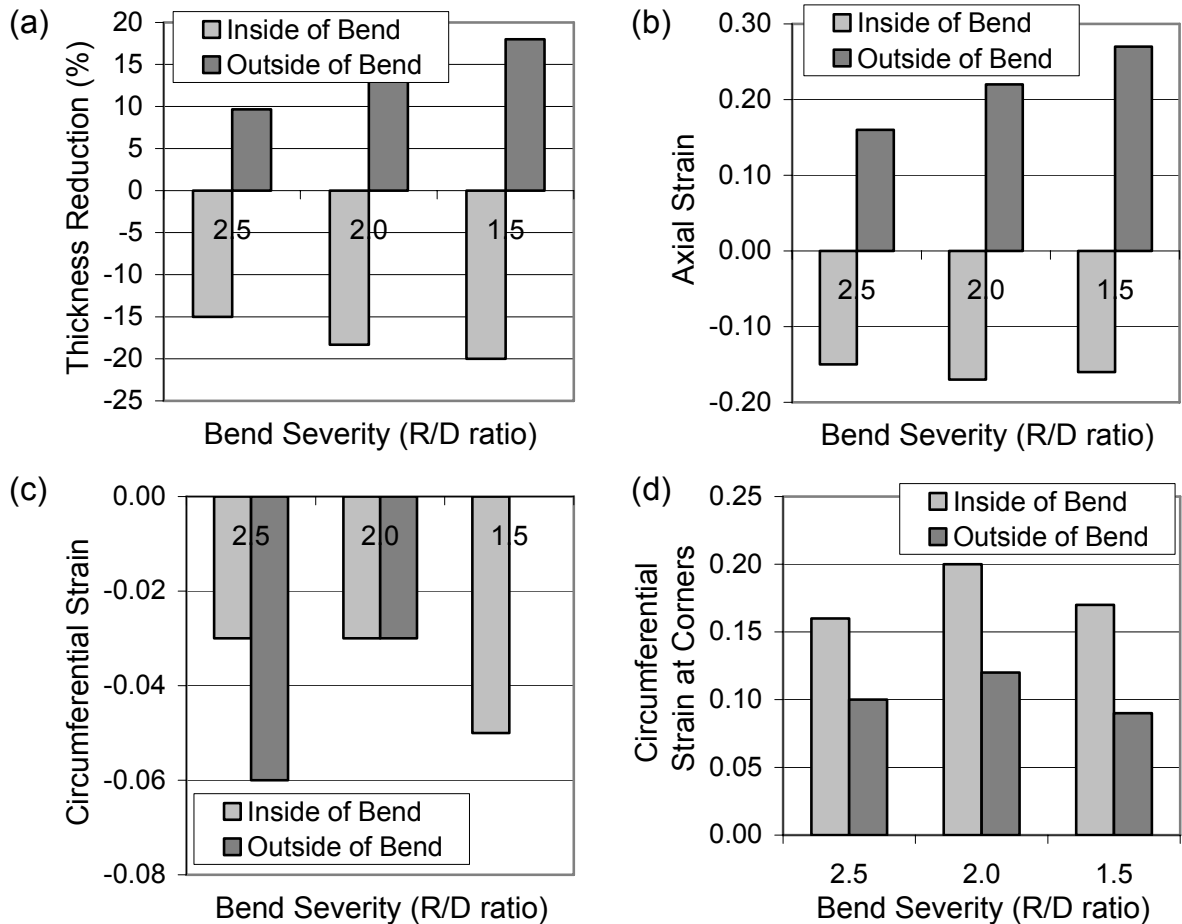 (a)
Thickness Reduction (%)
20
15
10
5
0
-5
-10
-15
-20
-25
Inside of Bend
Outside of Bend
2.5 2.0 1.5
Bend Severity (R/D ratio)
(b)
Axial Strain
0.30
0.20
0.10
0.00
-0.10
-0.20
Inside of Bend
Outside of Bend
2.5 2.0 1.5
Bend Severity (R/D ratio)
(c)
Circumferential Strain
0.00
-0.02
-0.04
-0.06
-0.08
2.5 2.0 1.5
Inside of Bend
Outside of Bend
Bend Severity (R/D ratio)
(d)
Circumferential
Strain at Corners
0.25
0.20
0.15
0.10
0.05
0.00
Inside of Bend
Outside of Bend
2.5 2.0 1.5
Bend Severity (R/D ratio)